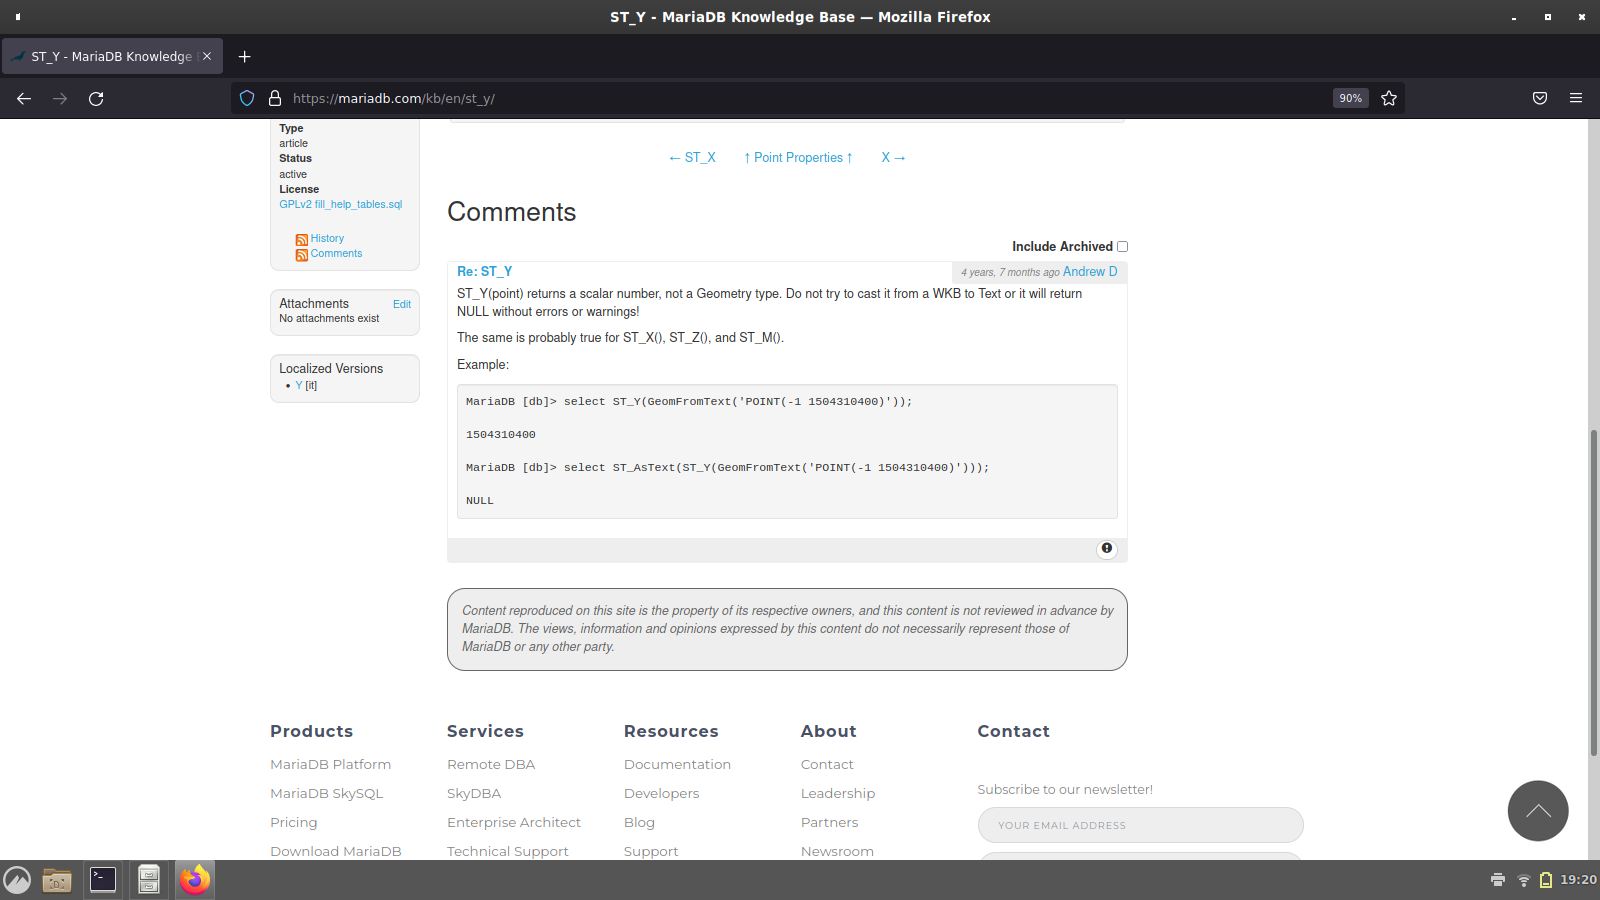 ST_Y - MariaDB Knowledge Base — Mozilla Firefox
ST_Y - MariaDB Knowledge
https://mariadb.com/kb/en/st_y/
90%
Type
article
Status
active
License
GPLv2 fill_help_tables.sql
History
Comments
Attachments
Edit
No attachments exist
Localized Versions
• Y [it]
← ST_X
↑ Point Properties ↑
X →
Comments
Include Archived
Re: ST_Y
4 years, 7 months ago Andrew D
ST_Y(point) returns a scalar number, not a Geometry type. Do not try to cast it from a WKB to Text or it will return
NULL without errors or warnings!
The same is probably true for ST_X(), ST_Z(), and ST_M().
Example:
MariaDB [db]> select ST_Y(GeomFromText('POINT(-1 1504310400)'));
1504310400
MariaDB [db]> select ST_AsText(ST_Y(GeomFromText('POINT(-1 1504310400)')));
NULL
Content reproduced on this site is the property of its respective owners, and this content is not reviewed in advance by
MariaDB. The views, information and opinions expressed by this content do not necessarily represent those of
MariaDB or any other party.
Products
MariaDB Platform
MariaDB SkySQL
Pricing
Download MariaDB
Services
Remote DBA
SkyDBA
Enterprise Architect
Technical Support
Resources
Documentation
Developers
Blog
Support
About
Contact
Leadership
Partners
Newsroom
Contact
Subscribe to our newsletter!
YOUR EMAIL ADDRESS
19:20